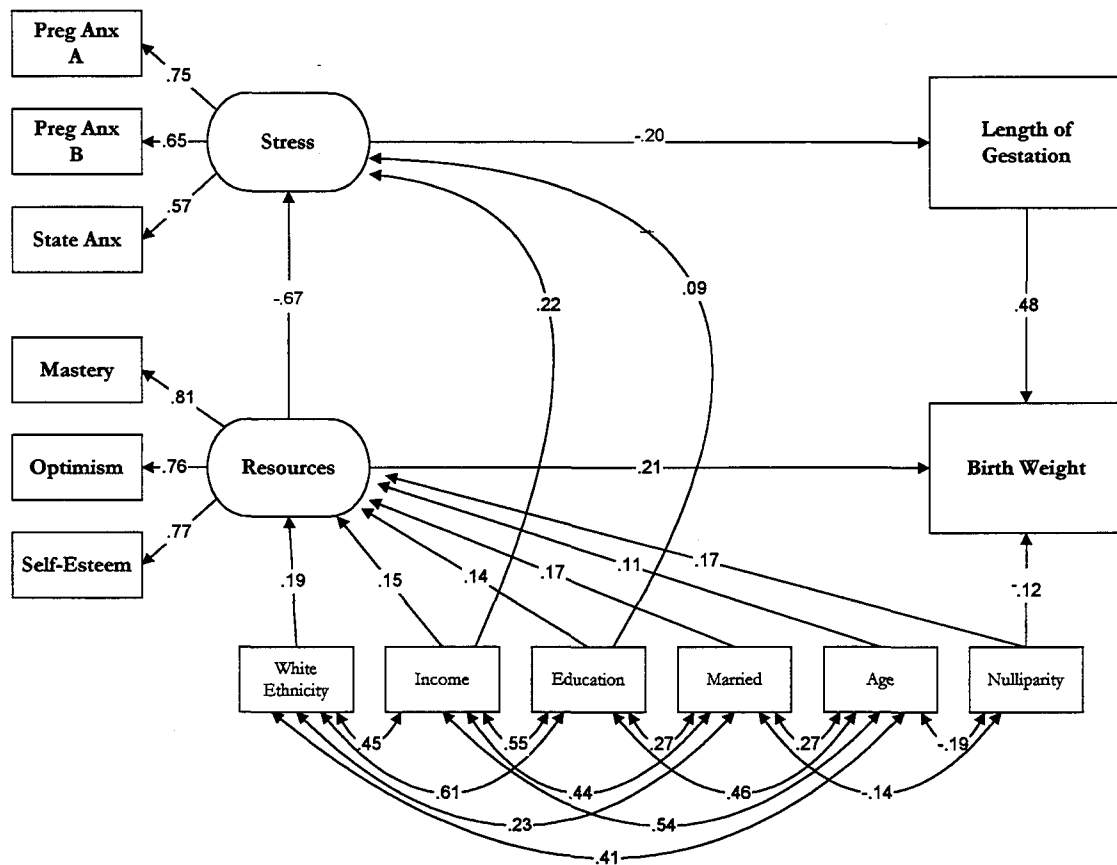 Preg Anx
A
.75
Preg Anx
B
.65
Stress
-.20
Length of
Gestation
.57
State Anx
-.67
.22
.09
.48
Mastery
.81
Optimism
.76
Resources
.21
Birth Weight
.77
Self-Esteem
.19
.15
.14
.17
.11
.17
-.12
White
Ethnicity
Income
Education
Married
Age
Nulliparity
.45
.55
.27
.27
-.19
.61
.44
.46
-.14
.23
.54
.41